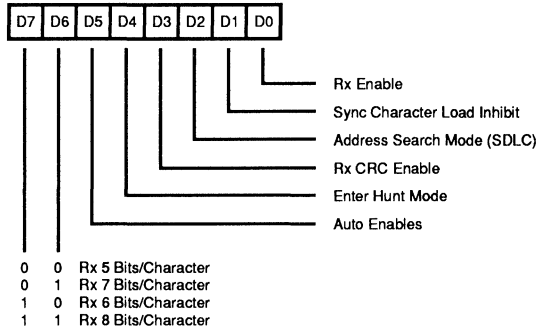 D7 D6 D5 D4 D3 D2 D1 D0
Rx Enable
Sync Character Load Inhibit
Address Search Mode (SDLC)
Rx CRC Enable
Enter Hunt Mode
Auto Enables
0 0 Rx 5 Bits/Character
0 1 Rx 7 Bits/Character
1 0 Rx 6 Bits/Character
1 1 Rx 8 Bits/Character